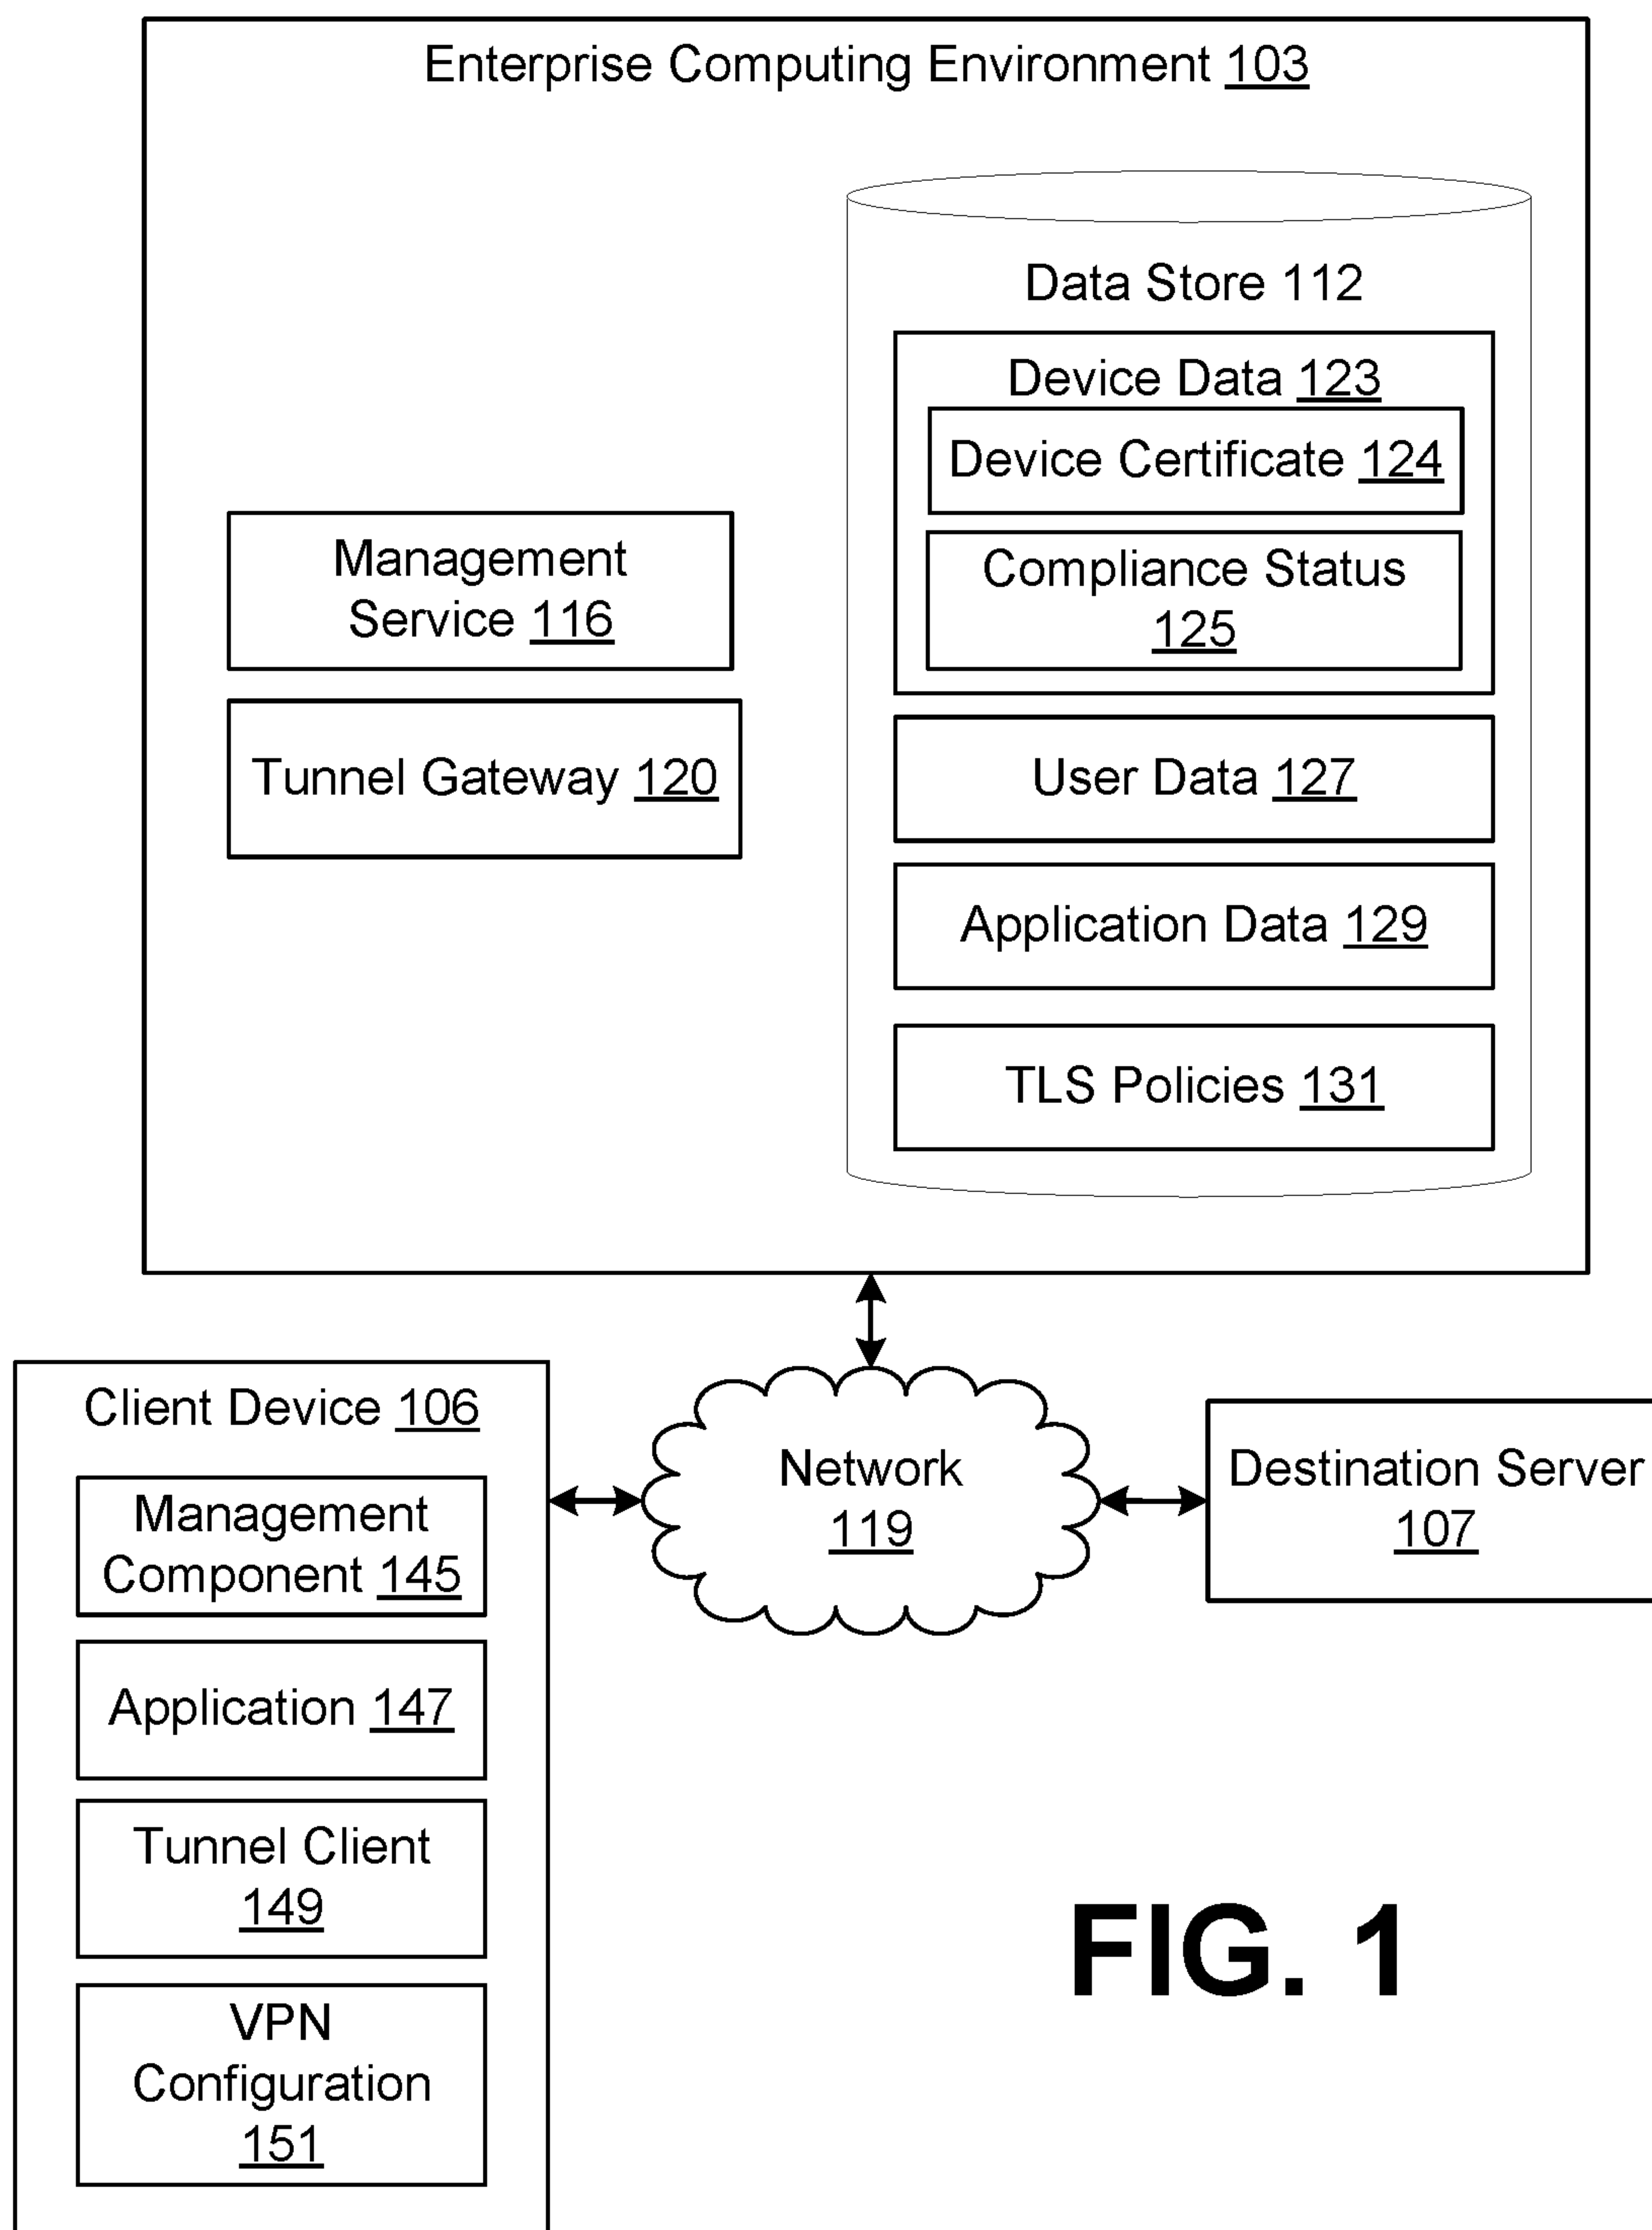 Enterprise Computing Environment 103
Data Store 112
Device Data 123
Device Certificate 124
Compliance Status
125
Management
Service 116
Tunnel Gateway 120
User Data 127
Application Data 129
TLS Policies 131
Client Device 106
Management
Component 145
Application 147
Tunnel Client
149
VPN
Configuration
151
Network
119
Destination Server
107
FIG. 1